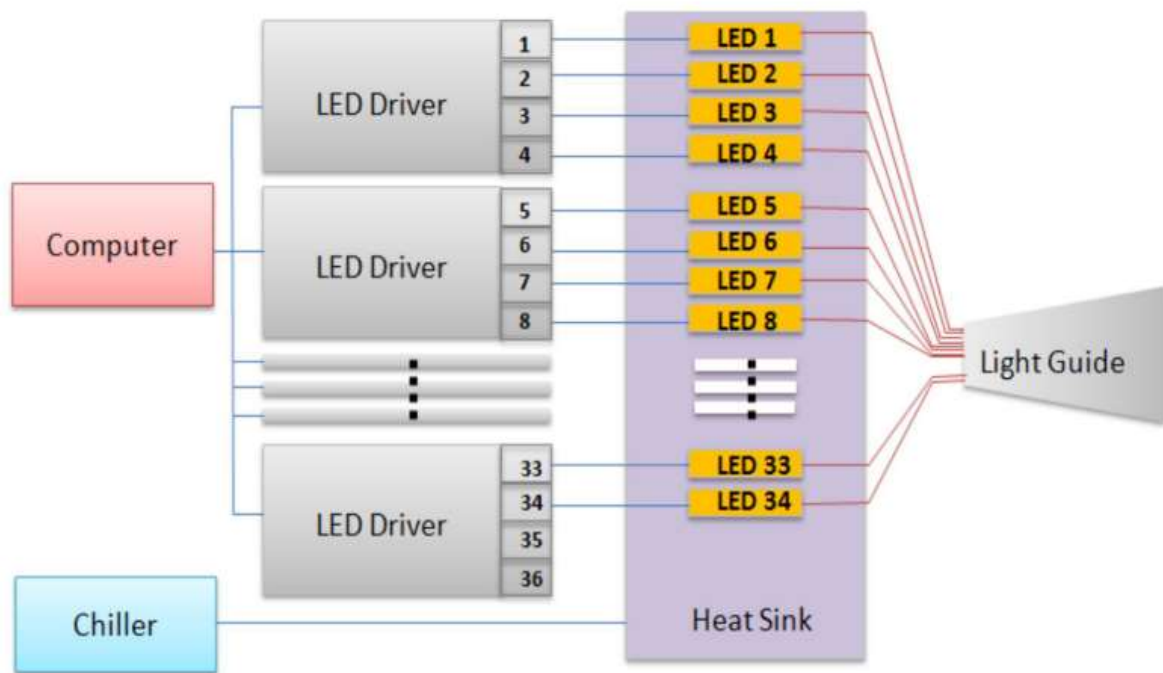 LED Driver
1
2
3
4
LED 1
LED 2
LED 3
LED 4
Computer
LED Driver
5
6
7
8
LED 5
LED 6
LED 7
LED 8
Light Guide
LED Driver
33
34
35
36
LED 33
LED 34
Chiller
Heat Sink